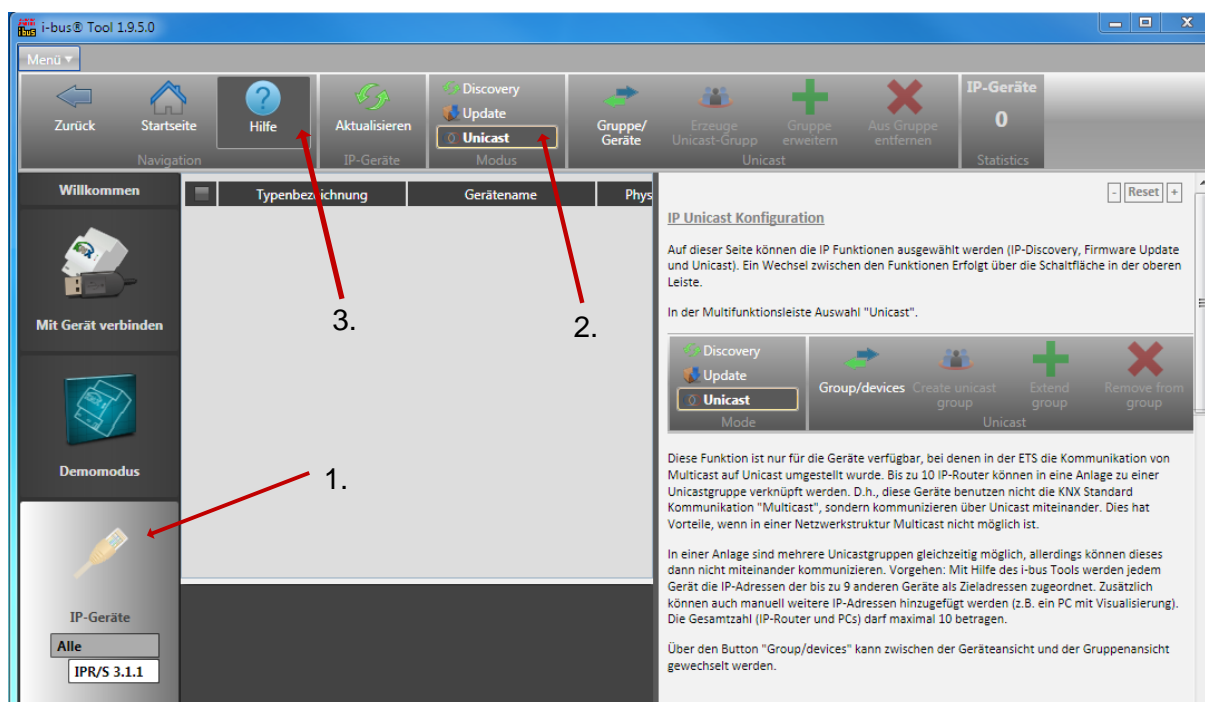 i-bus® Tool 1.9.5.0
Menü
Zurück
Startseite
Hilfe
Navigation
Aktualisieren
IP-Geräte
Discovery
Update
Unicast
Modus
Gruppe/
Geräte
Erzeuge
Unicast-Grupp
Gruppe
erweitern
Aus Gruppe
entfernen
Unicast
IP-Geräte
0
Statistics
Willkommen
Mit Gerät verbinden
Demomodus
IP-Geräte
Alle
IPR/S 3.1.1
Typenbezeichnung Gerätename Phys
3.
2.
1.
- Reset +
IP Unicast Konfiguration
Auf dieser Seite können die IP Funktionen ausgewählt werden (IP-Discovery, Firmware Update
und Unicast). Ein Wechsel zwischen den Funktionen Erfolgt über die Schaltfläche in der oberen
Leiste.
In der Multifunktionsleiste Auswahl "Unicast".
Discovery
Update
Unicast
Mode
Group/devices
Create unicast
group
Extend
group
Remove from
group
Unicast
Diese Funktion ist nur für die Geräte verfügbar, bei denen in der ETS die Kommunikation von
Multicast auf Unicast umgestellt wurde. Bis zu 10 IP-Router können in eine Anlage zu einer
Unicastgruppe verknüpft werden. D.h., diese Geräte benutzen nicht die KNX Standard
Kommunikation "Multicast", sondern kommunizieren über Unicast miteinander. Dies hat
Vorteile, wenn in einer Netzwerkstruktur Multicast nicht möglich ist.
In einer Anlage sind mehrere Unicastgruppen gleichzeitig möglich, allerdings können dieses
dann nicht miteinander kommunizieren. Vorgehen: Mit Hilfe des i-bus Tools werden jedem
Gerät die IP-Adressen der bis zu 9 anderen Geräte als Zieladressen zugeordnet. Zusätzlich
können auch manuell weitere IP-Adressen hinzugefügt werden (z.B. ein PC mit Visualisierung).
Die Gesamtzahl (IP-Router und PCs) darf maximal 10 betragen.
Über den Button "Group/devices" kann zwischen der Geräteansicht und der Gruppenansicht
gewechselt werden.